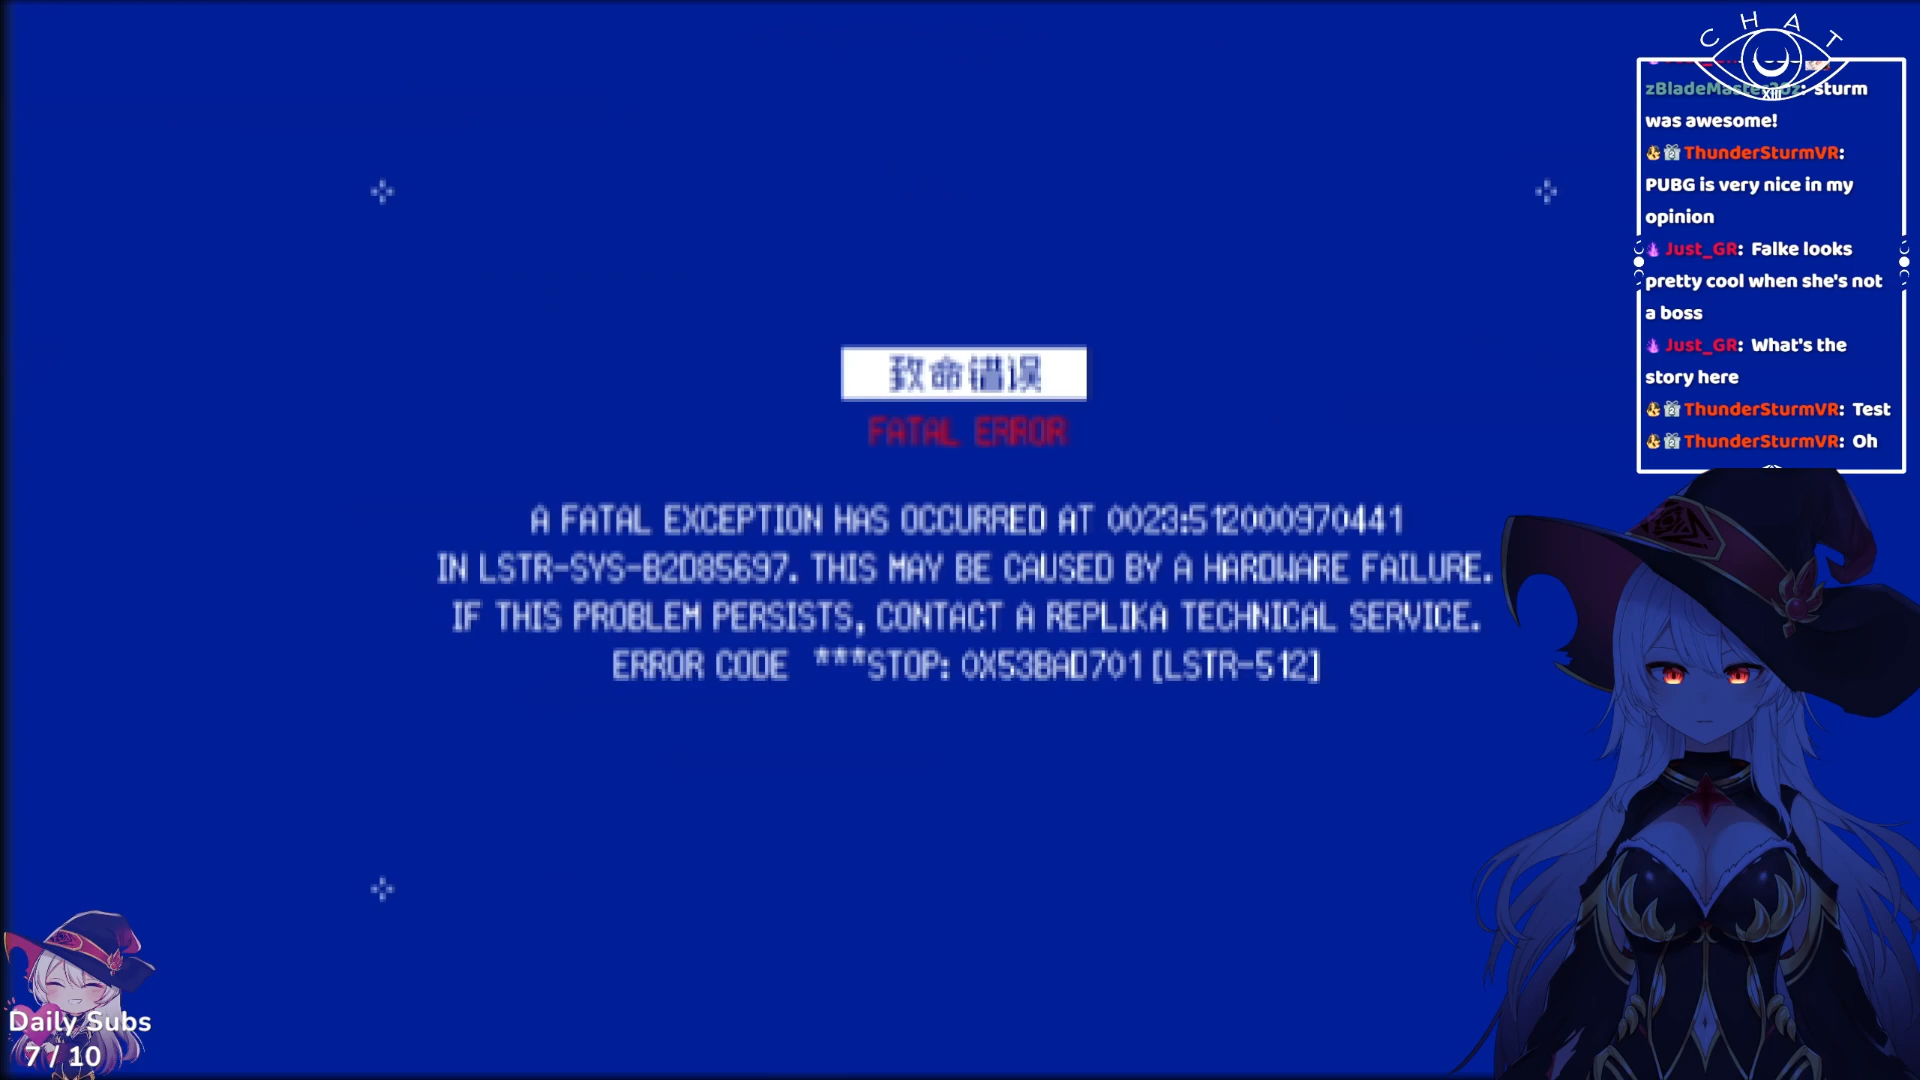 致命错误
FATAL ERROR
A FATAL EXCEPTION HAS OCCURRED AT 0023:512000970441
IN LSTR-SYS-B2D85697. THIS MAY BE CAUSED BY A HARDWARE FAILURE.
IF THIS PROBLEM PERSISTS, CONTACT A REPLIKA TECHNICAL SERVICE.
ERROR CODE ***STOP: 0X53BAD701 [LSTR-512]
CHAT
XIII
sturm
was awesome!
ThunderSturmVR:
PUBG is very nice in my
opinion
Just_GR: Falke looks
pretty cool when she's not
a boss
Just_GR: What's the
story here
ThunderSturmVR: Test
ThunderSturmVR: Oh
Daily Subs
7 / 10